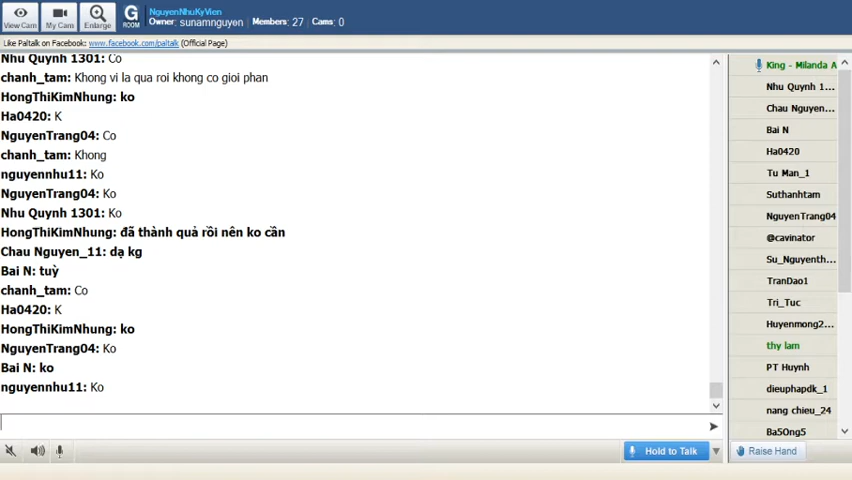 View Cam
My Cam
Enlarge
G
ROOM
NguyenNhuKyVien
Owner: sunamnguyen Members: 27 Cams: 0
Like Paltalk on Facebook: www.facebook.com/paltalk (Official Page)
Nhu Quynh 1301: Co
chanh_tam: Khong vi la qua roi khong co gioi phan
HongThiKimNhung: ko
Ha0420: K
NguyenTrang04: Co
chanh_tam: Khong
nguyennhu11: Ko
NguyenTrang04: Ko
Nhu Quynh 1301: Ko
HongThiKimNhung: đã thành quả rồi nên ko cần
Chau Nguyen_11: dạ kg
Bai N: tuỳ
chanh_tam: Co
Ha0420: K
HongThiKimNhung: ko
NguyenTrang04: Ko
Bai N: ko
nguyennhu11: Ko
Hold to Talk
King - Milanda A
Nhu Quynh 1...
Chau Nguyen...
Bai N
Ha0420
Tu Man_1
Suthanhtam
NguyenTrang04
@cavinator
Su_Nguyenth...
TranDao1
Tri_Tuc
Huyenmong2...
thy lam
PT Huynh
dieuphapdk_1
nang chieu_24
Ba5Ong5
Raise Hand